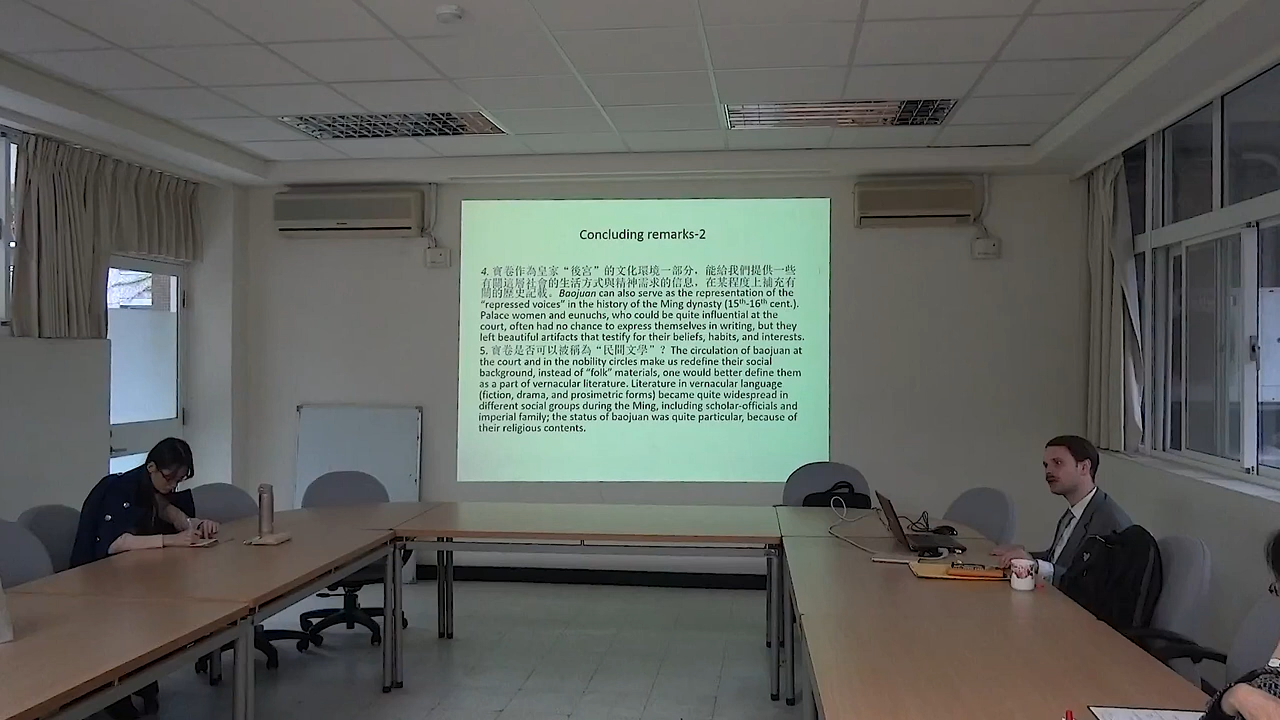 Concluding remarks-2
4. 寶卷作為皇家“後宮”的文化環境一部分，能給我們提供一些
有關這層社會的生活方式與精神需求的信息，在某程度上補充有
關的歷史記載。Baojuan can also serve as the representation of the
“repressed voices” in the history of the Ming dynasty (15th-16th cent.).
Palace women and eunuchs, who could be quite influential at the
court, often had no chance to express themselves in writing, but they
left beautiful artifacts that testify for their beliefs, habits, and interests.
5. 寶卷是否可以被稱為“民間文學”？The circulation of baojuan at
the court and in the nobility circles make us redefine their social
background, instead of “folk” materials, one would better define them
as a part of vernacular literature. Literature in vernacular language
(fiction, drama, and prosimetric forms) became quite widespread in
different social groups during the Ming, including scholar-officials and
imperial family; the status of baojuan was quite particular, because of
their religious contents.